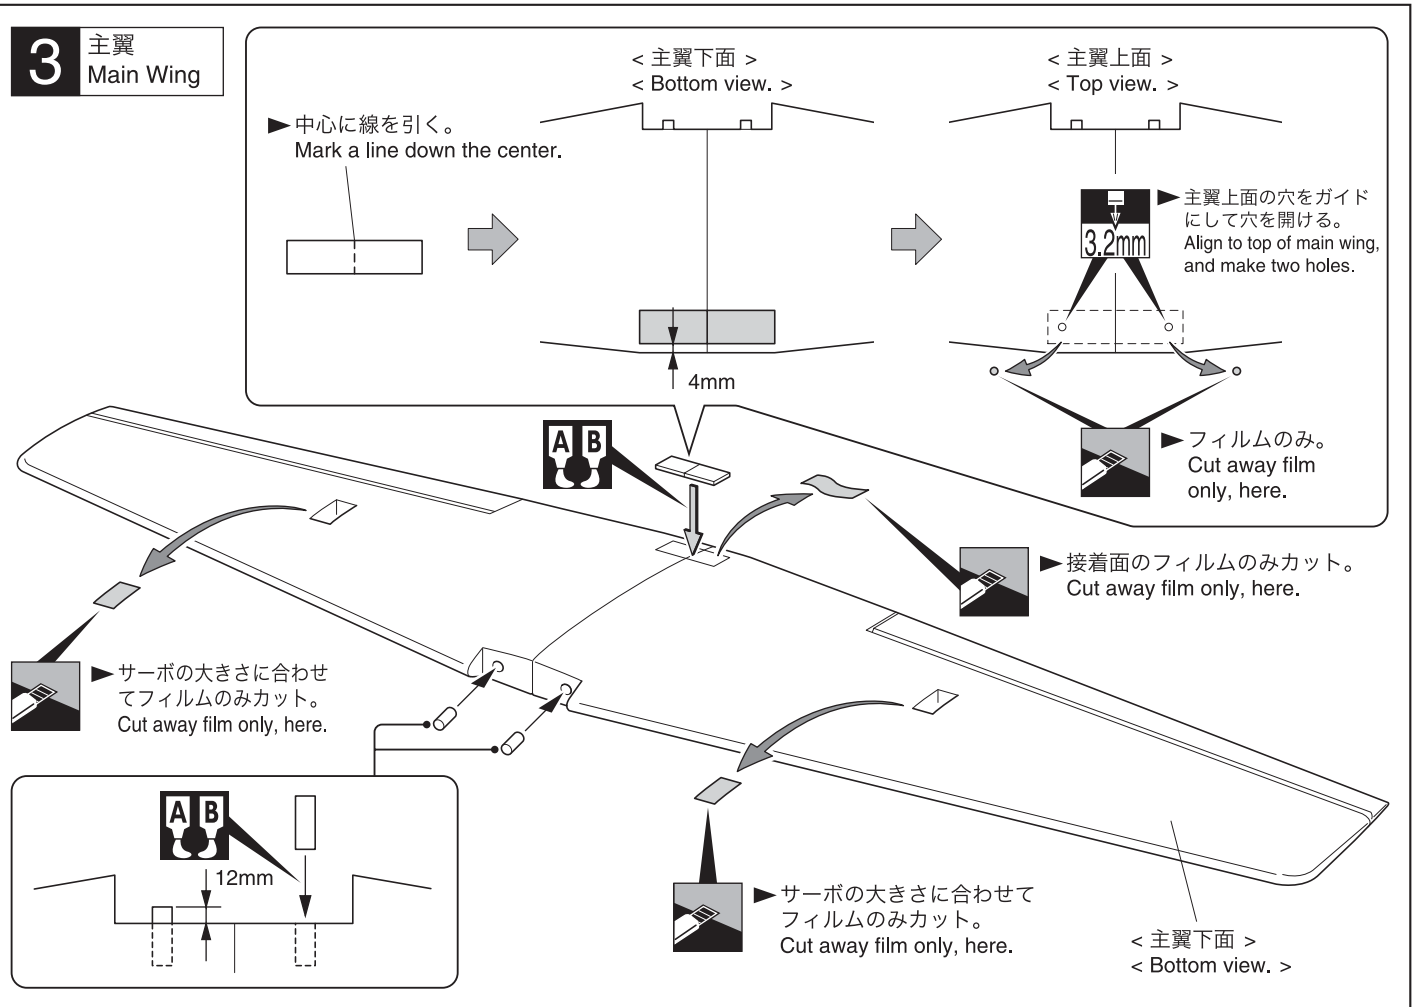 3
主翼
Main Wing
► 中心に線を引く。
Mark a line down the center.
< 主翼下面 >
< Bottom view. >
4mm
< 主翼上面 >
< Top view. >
3.2mm
► 主翼上面の穴をガイド
にして穴を開ける。
Align to top of main wing,
and make two holes.
► フィルムのみ。
Cut away film
only, here.
A B
► 接着面のフィルムのみカット。
Cut away film only, here.
► サーボの大きさに合わせ
てフィルムのみカット。
Cut away film only, here.
A B
12mm
► サーボの大きさに合わせて
フィルムのみカット。
Cut away film only, here.
< 主翼下面 >
< Bottom view. >